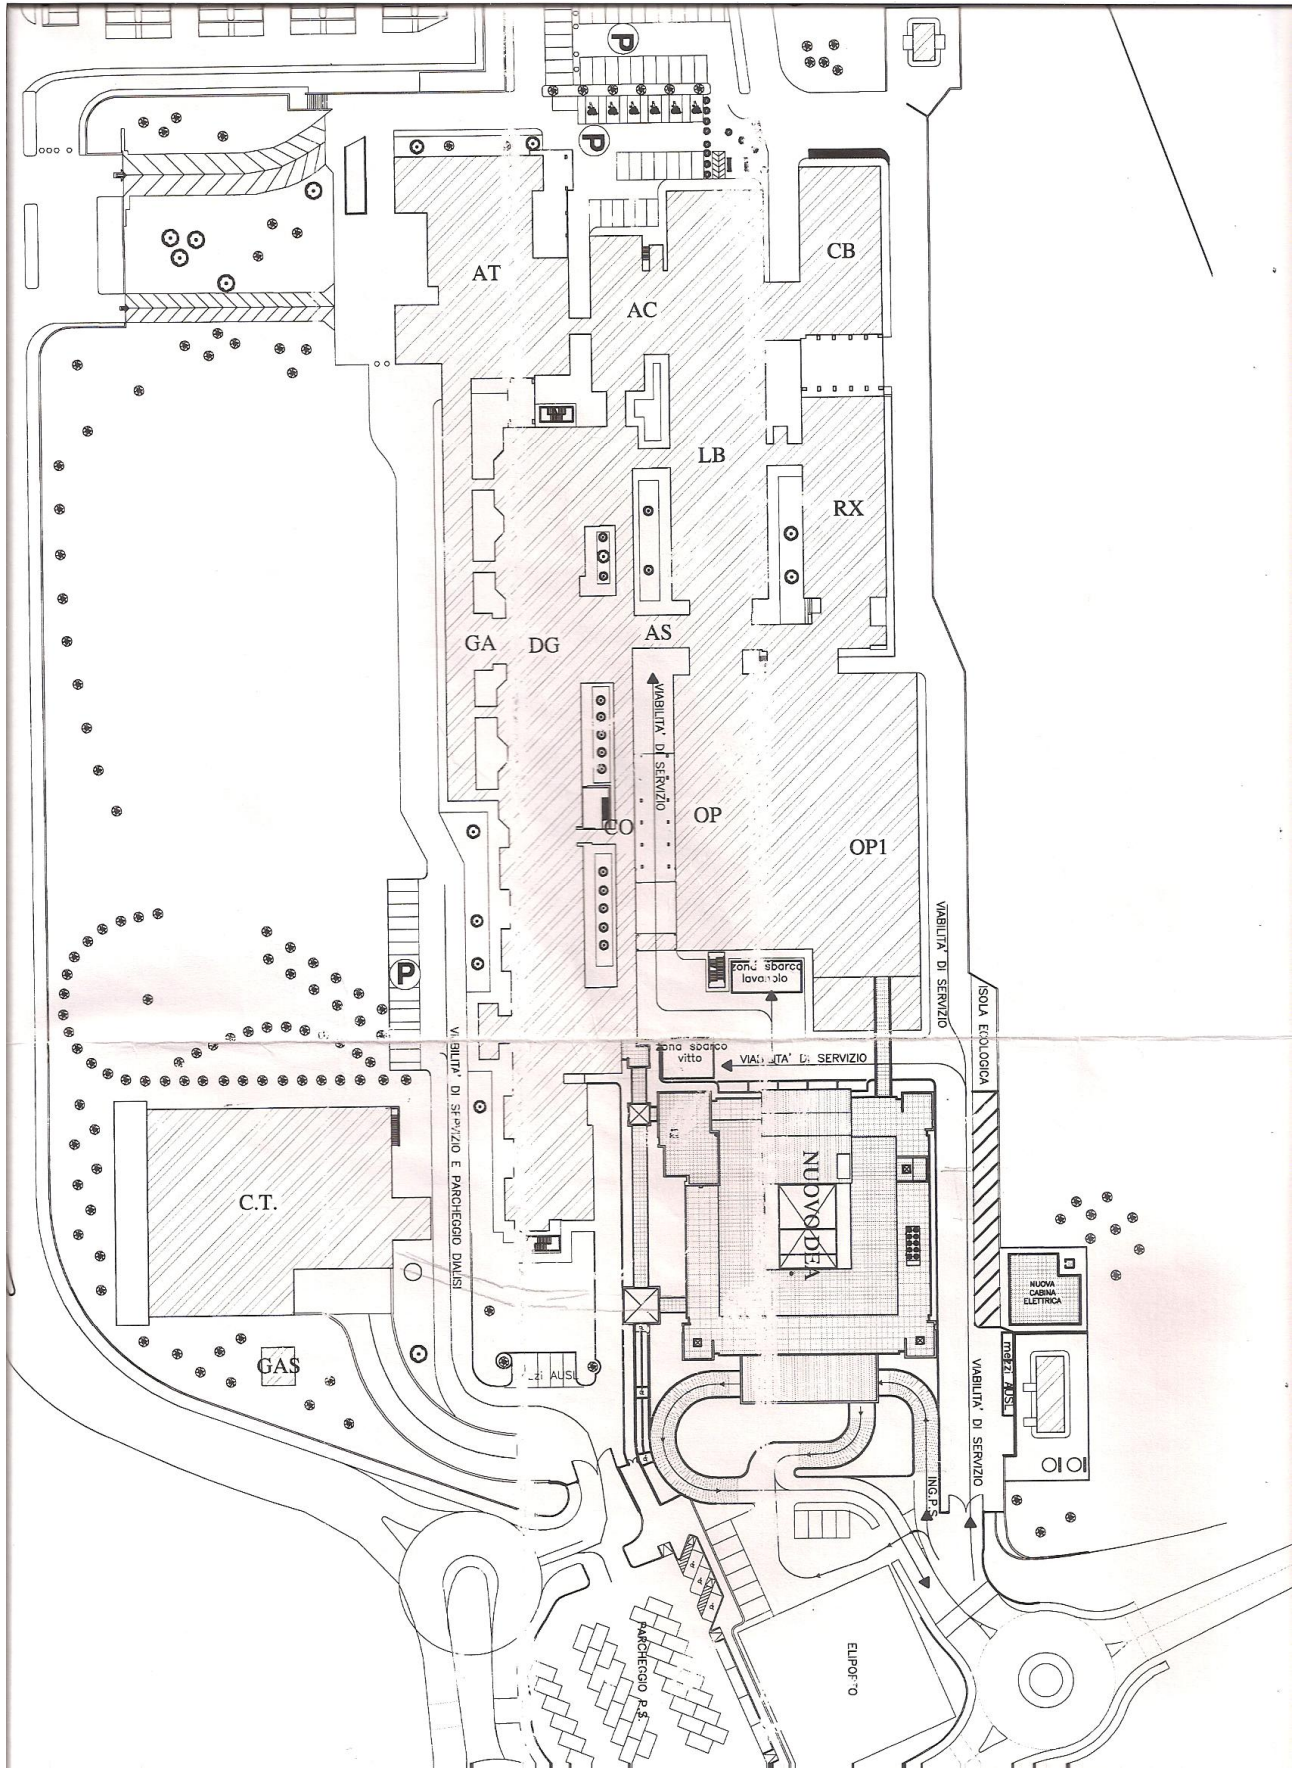 P
P
CB
AT
AC
LB
RX
GA
DG
AS
VIABILITA' DI SERVIZIO
OP
CO
OP1
VIABILITA' DI SERVIZIO
P
zona sbarco
ISOLA ECOLOGICA
zona sbarco
vitto
VIABILITA' DI SERVIZIO
VIABILITA' DI SERVIZIO E PARCHEGGIO DIALISI
NUOVO DEA
C.T.
NUOVA
CABINA
ELETTRICA
GAS
mezzi AUSL
AUSL
VIABILITA' DI SERVIZIO
ING.P.S.
ELIPORTO
PARCHEGGIO P.S.